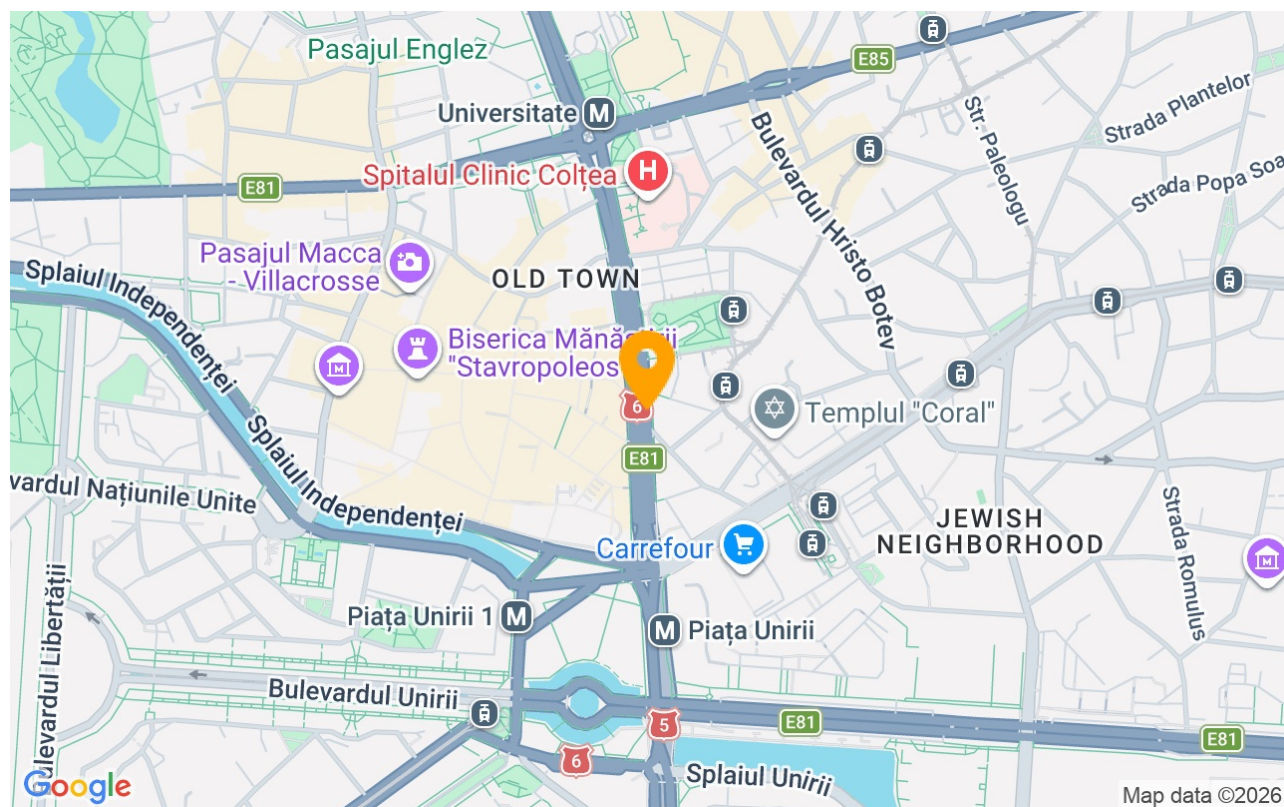 Pasajul Englez
E85
Universitate
M
Strada Plantelor
Str. Paleologu
Bulevardul Hristo Botev
Spitalul Clinic Colțea
H
E81
Strada Popa Soa
Pasajul Macca
- Villacrosse
OLD TOWN
Splaiul Independenței
Biserica Mănăstirii
"Stavropoleos
M
6
Templul "Coral"
E81
Splaiul Independenței
vardul Națiunile Unite
Carrefour
JEWISH
NEIGHBORHOOD
Strada Romulus
M
Bulevardul Libertății
Piața Unirii 1
M
M
Piața Unirii
Bulevardul Unirii
5
E81
E81
6
Splaiul Unirii
Google
Map data ©2026